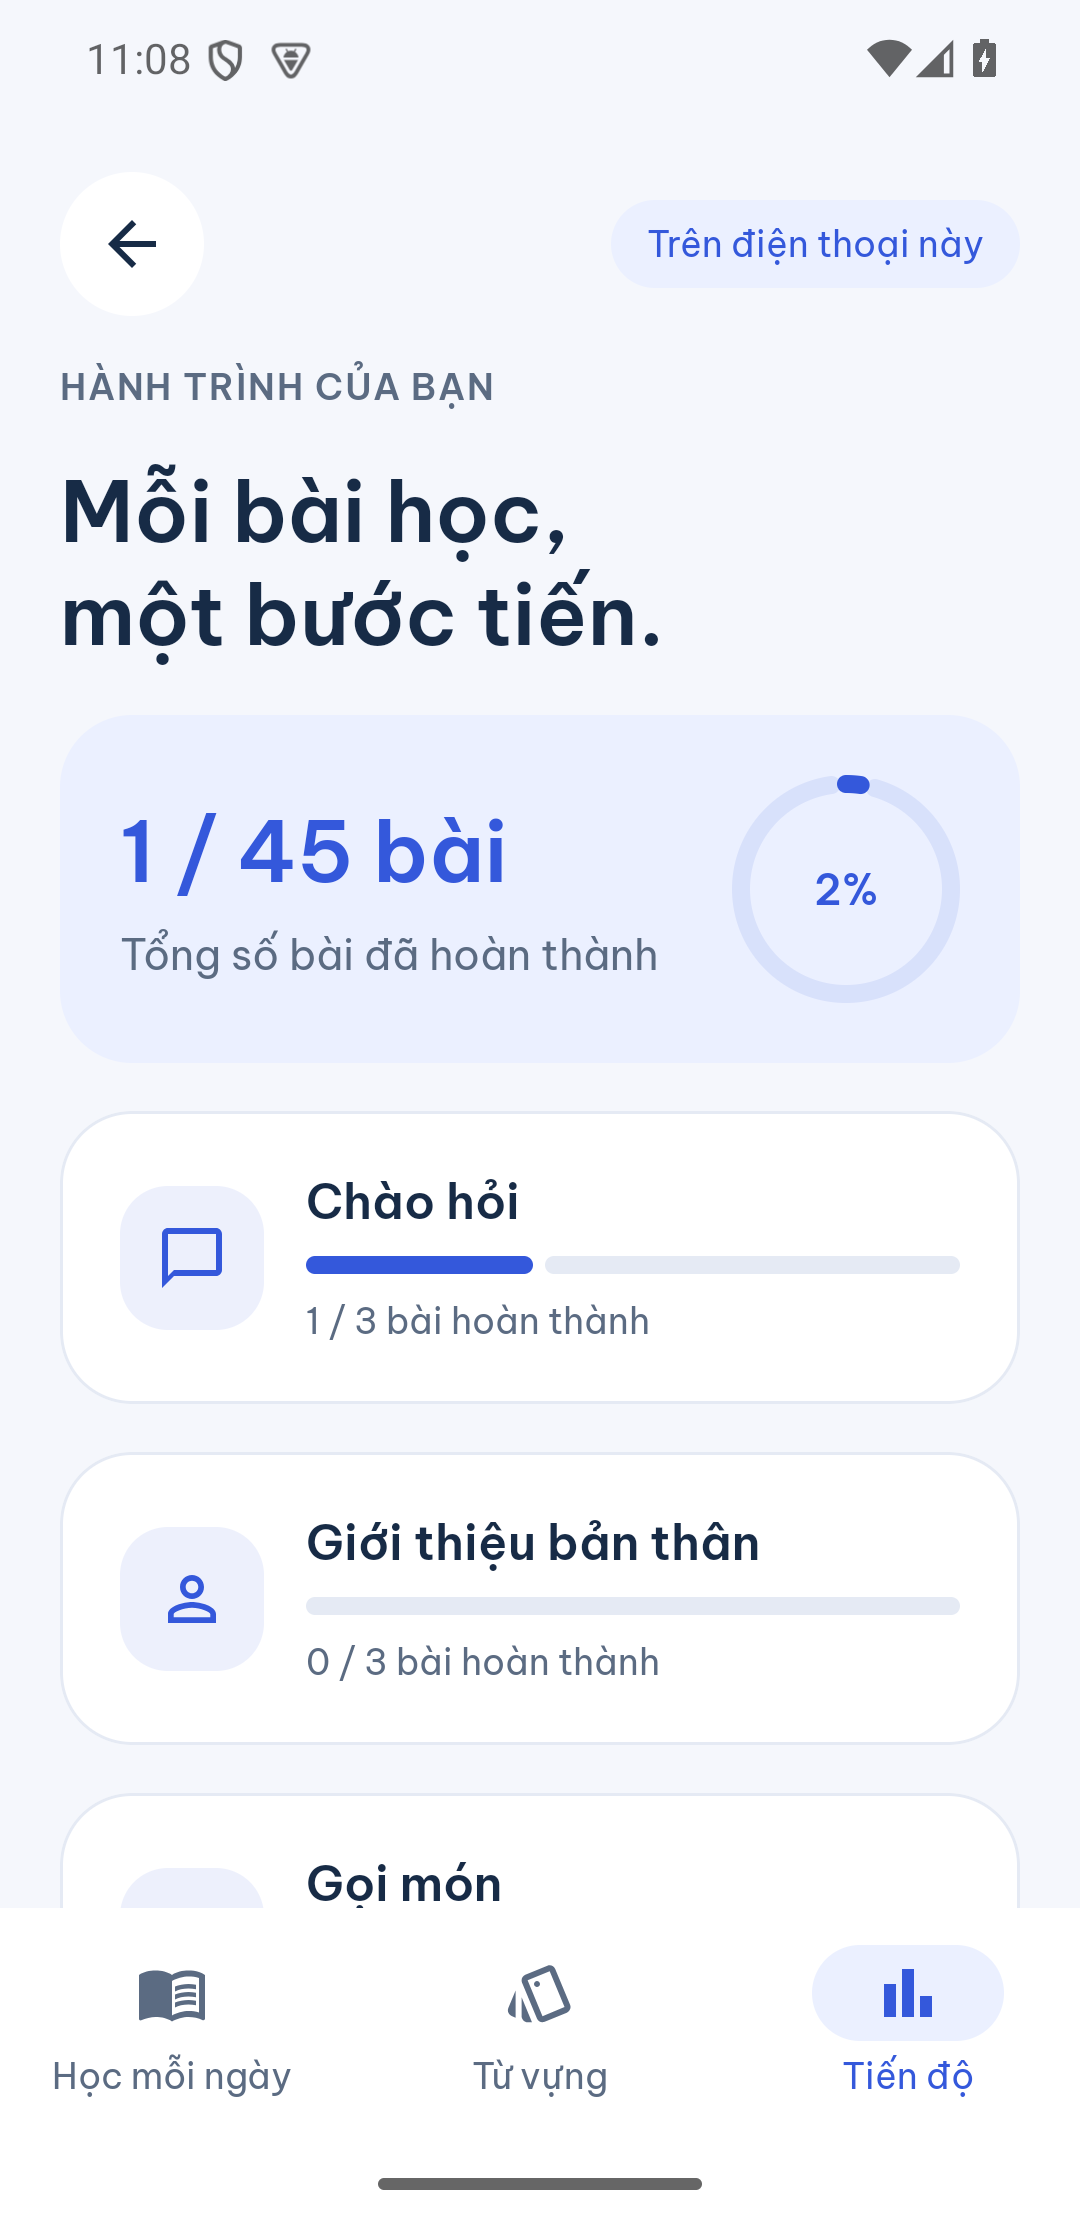 11:08
Trên điện thoại này
HÀNH TRÌNH CỦA BẠN
Mỗi bài học,
một bước tiến.
1 / 45 bài
Tổng số bài đã hoàn thành
2%
Chào hỏi
1 / 3 bài hoàn thành
Giới thiệu bản thân
0 / 3 bài hoàn thành
Gọi món
Học mỗi ngày
Từ vựng
Tiến độ